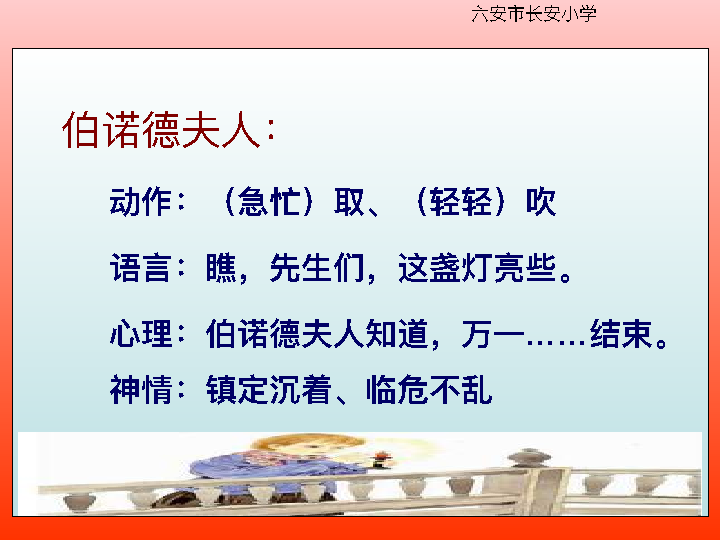 六安市长安小学
伯诺德夫人：
动作：（急忙）取、（轻轻）吹
语言：瞧，先生们，这盏灯亮些。
心理：伯诺德夫人知道，万一……结束。
神情：镇定沉着、临危不乱